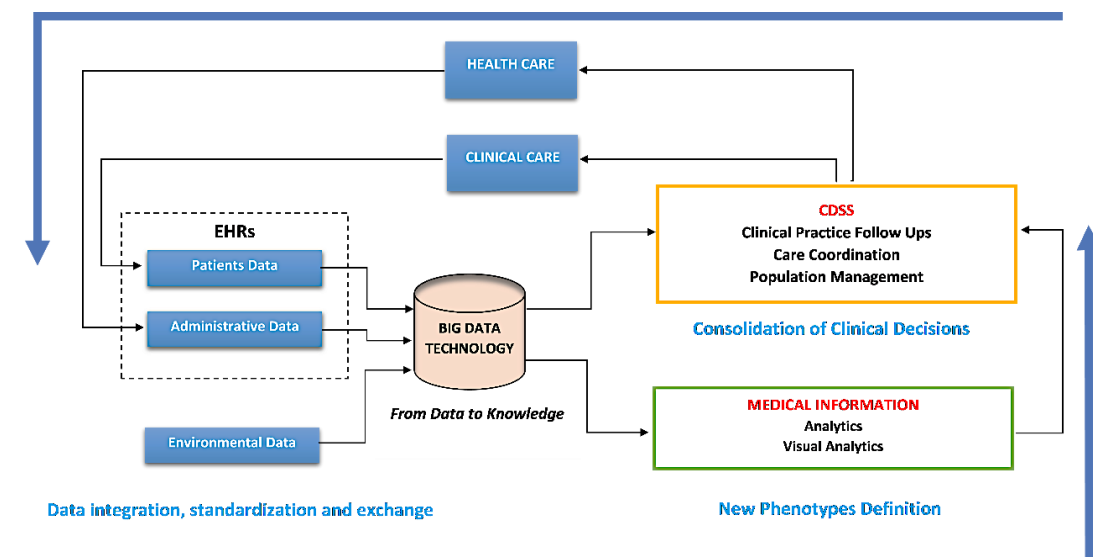 HEALTH CARE
CLINICAL CARE
EHRs
Patients Data
Administrative Data
Environmental Data
BIG DATA
TECHNOLOGY
From Data to Knowledge
CDSS
Clinical Practice Follow Ups
Care Coordination
Population Management
Consolidation of Clinical Decisions
MEDICAL INFORMATION
Analytics
Visual Analytics
Data integration, standardization and exchange
New Phenotypes Definition